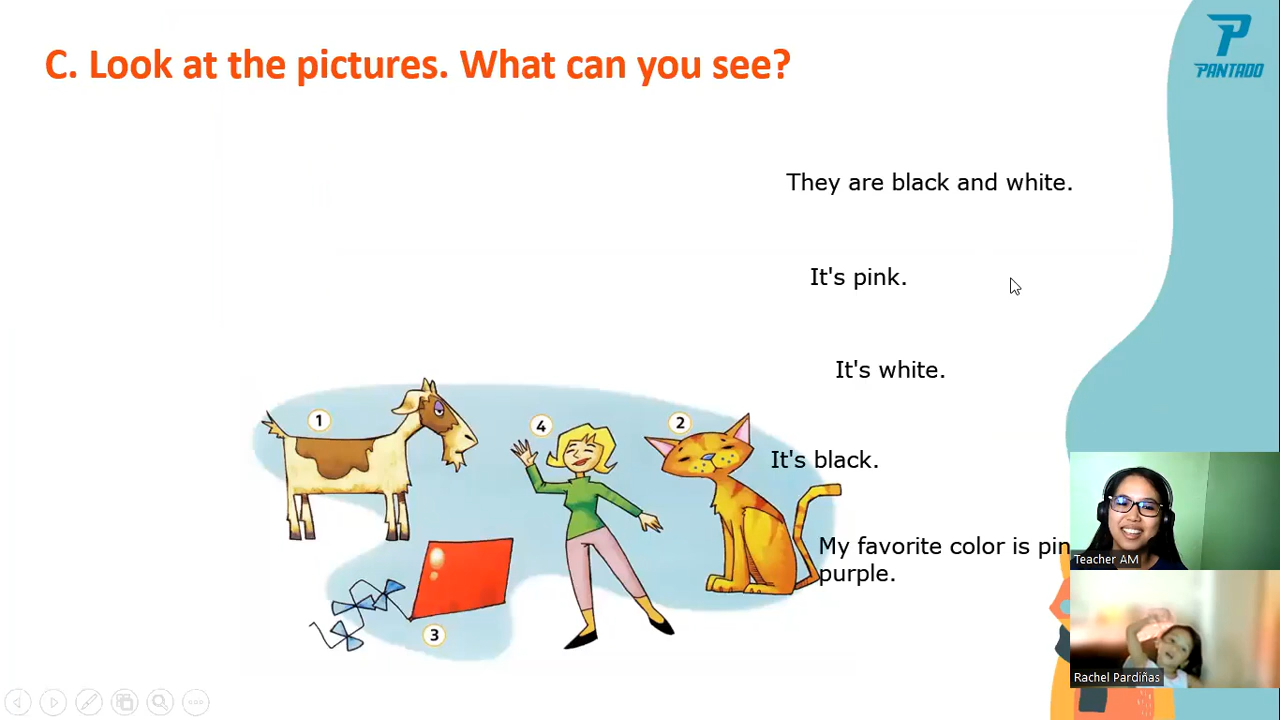 C. Look at the pictures. What can you see?
PANTADO
They are black and white.
It's pink.
It's white.
It's black.
My favorite color is pin
purple.
1
4
2
3
Teacher AM
Rachel Pardiñas